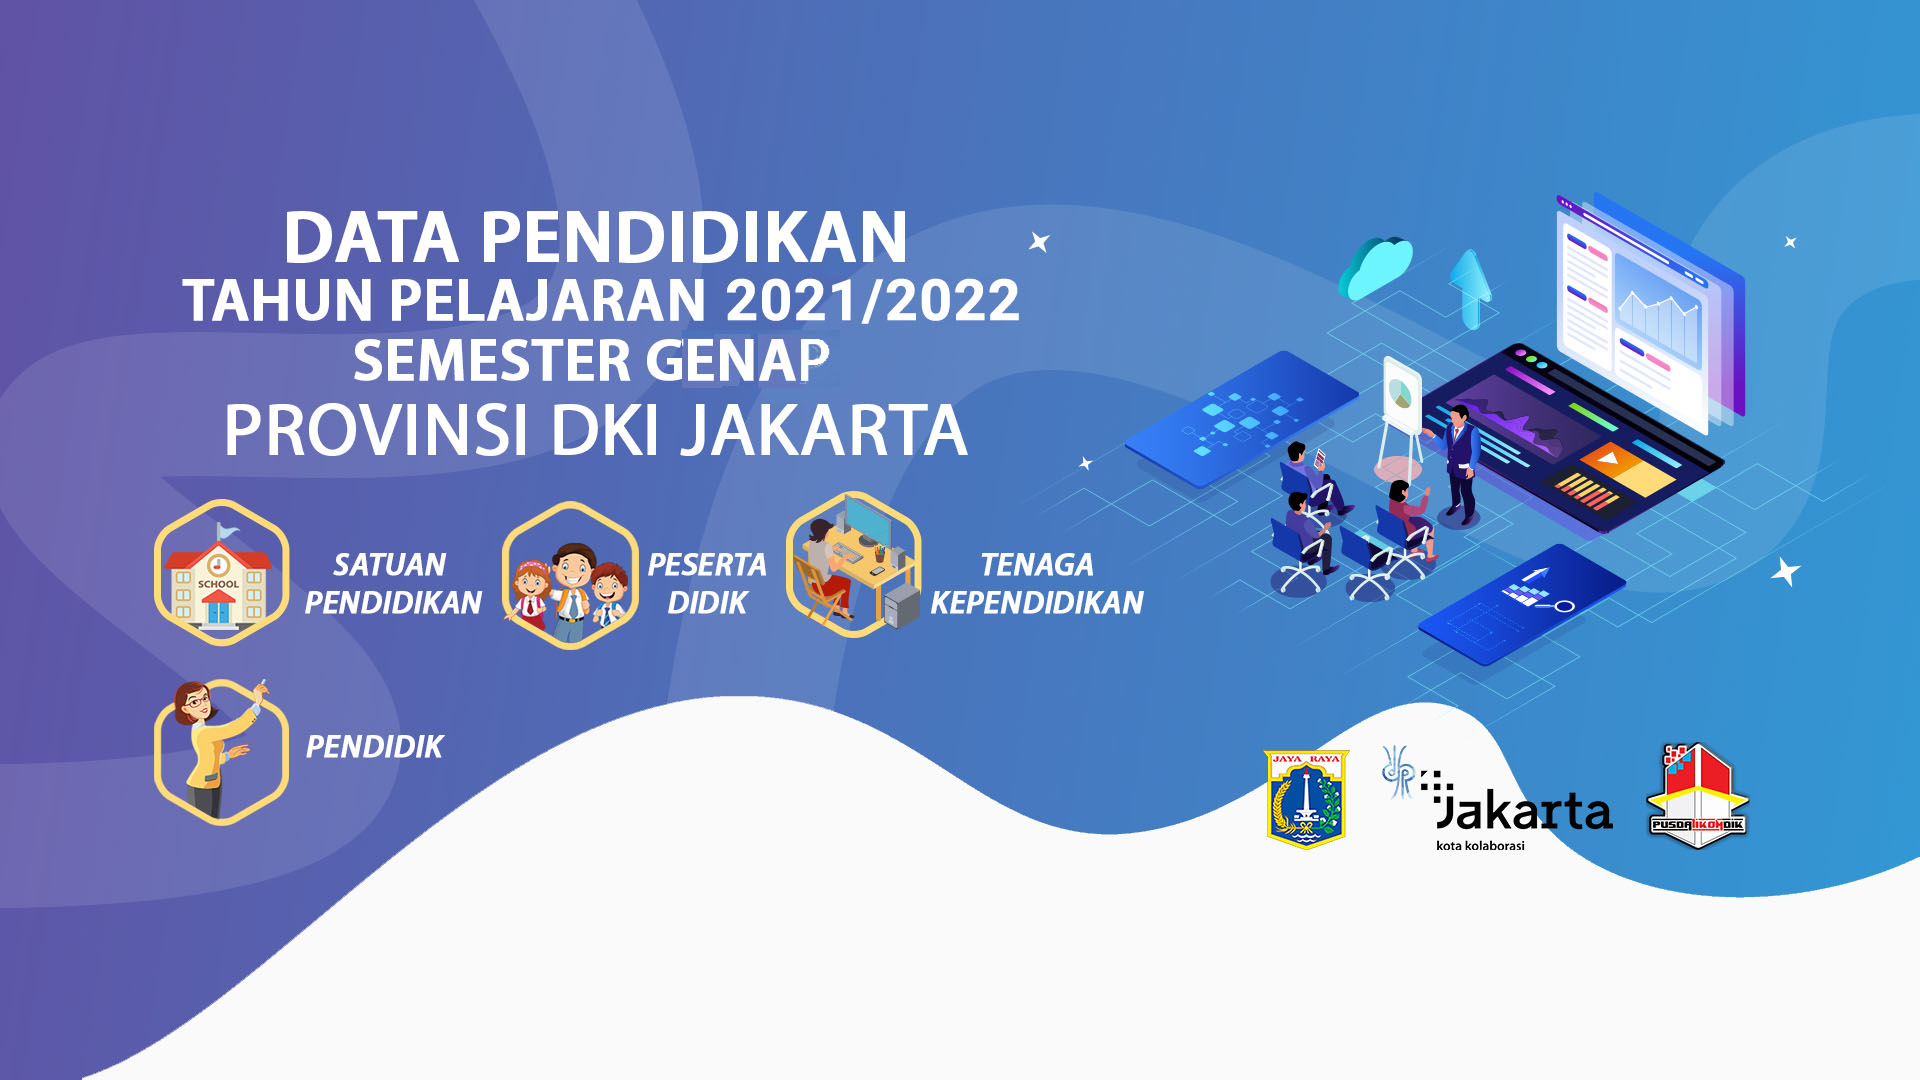 DATA PENDIDIKAN
TAHUN PELAJARAN 2021/2022
SEMESTER GENAP
PROVINSI DKI JAKARTA
SCHOOL
SATUAN
PENDIDIKAN
PESERTA
DIDIK
TENAGA
KEPENDIDIKAN
PENDIDIK
JAYA RAYA
Jakarta
kota kolaborasi
PUSDATIKOMDIK